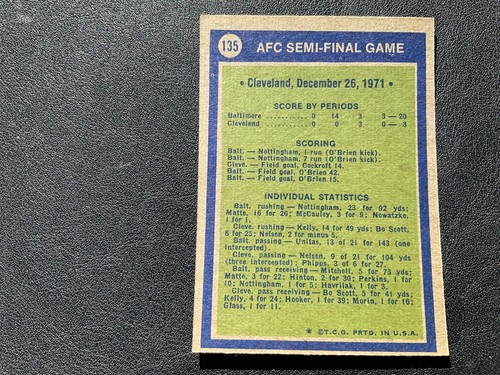 135 AFC SEMI-FINAL GAME
• Cleveland, December 26, 1971 •
SCORE BY PERIODS
Baltimore .......... 0 14 3 3—20
Cleveland .......... 0 0 3 0— 3
SCORING
Balt. — Nottingham, 1 run (O'Brien kick).
Balt. — Nottingham, 7 run (O'Brien kick).
Cleve. — Field goal, Cockroft 14.
Balt. — Field goal, O'Brien 42.
Balt. — Field goal, O'Brien 15.
INDIVIDUAL STATISTICS
Balt. rushing — Nottingham, 23 for 92 yds;
Matte, 16 for 26; McCauley, 3 for 9; Nowatzke,
1 for 1.
Cleve. rushing — Kelly, 14 for 49 yds; Bo Scott,
6 for 25; Nelsen, 2 for minus 5.
Balt. passing — Unitas, 13 of 21 for 143 (one
intercepted).
Cleve. passing — Nelsen, 9 of 21 for 104 yds
(three intercepted); Phipps, 3 of 6 for 27.
Balt. pass receiving — Mitchell, 5 for 73 yds;
Matte, 3 for 22; Hinton, 2 for 30; Perkins, 1 for
10; Nottingham, 1 for 5; Havrilak, 1 for 3.
Cleve. pass receiving — Bo Scott, 5 for 41 yds;
Kelly, 4 for 24; Hooker, 1 for 39; Morin, 1 for 16;
Glass, 1 for 11.
* ©T.C.G. PRTD. IN U.S.A.